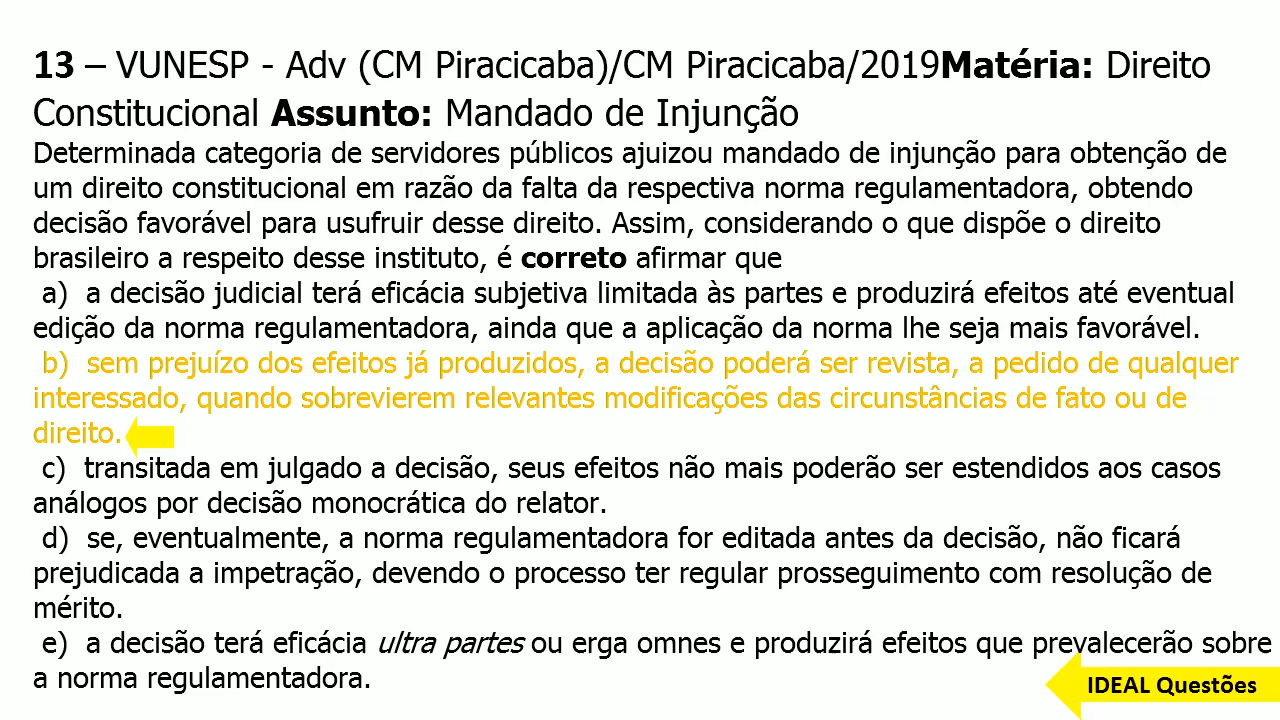 13 – VUNESP - Adv (CM Piracicaba)/CM Piracicaba/2019Matéria: Direito
Constitucional Assunto: Mandado de Injunção
Determinada categoria de servidores públicos ajuizou mandado de injunção para obtenção de
um direito constitucional em razão da falta da respectiva norma regulamentadora, obtendo
decisão favorável para usufruir desse direito. Assim, considerando o que dispõe o direito
brasileiro a respeito desse instituto, é correto afirmar que
a) a decisão judicial terá eficácia subjetiva limitada às partes e produzirá efeitos até eventual
edição da norma regulamentadora, ainda que a aplicação da norma lhe seja mais favorável.
b) sem prejuízo dos efeitos já produzidos, a decisão poderá ser revista, a pedido de qualquer
interessado, quando sobrevierem relevantes modificações das circunstâncias de fato ou de
direito.
c) transitada em julgado a decisão, seus efeitos não mais poderão ser estendidos aos casos
análogos por decisão monocrática do relator.
d) se, eventualmente, a norma regulamentadora for editada antes da decisão, não ficará
prejudicada a impetração, devendo o processo ter regular prosseguimento com resolução de
mérito.
e) a decisão terá eficácia ultra partes ou erga omnes e produzirá efeitos que prevalecerão sobre
a norma regulamentadora.
IDEAL Questões